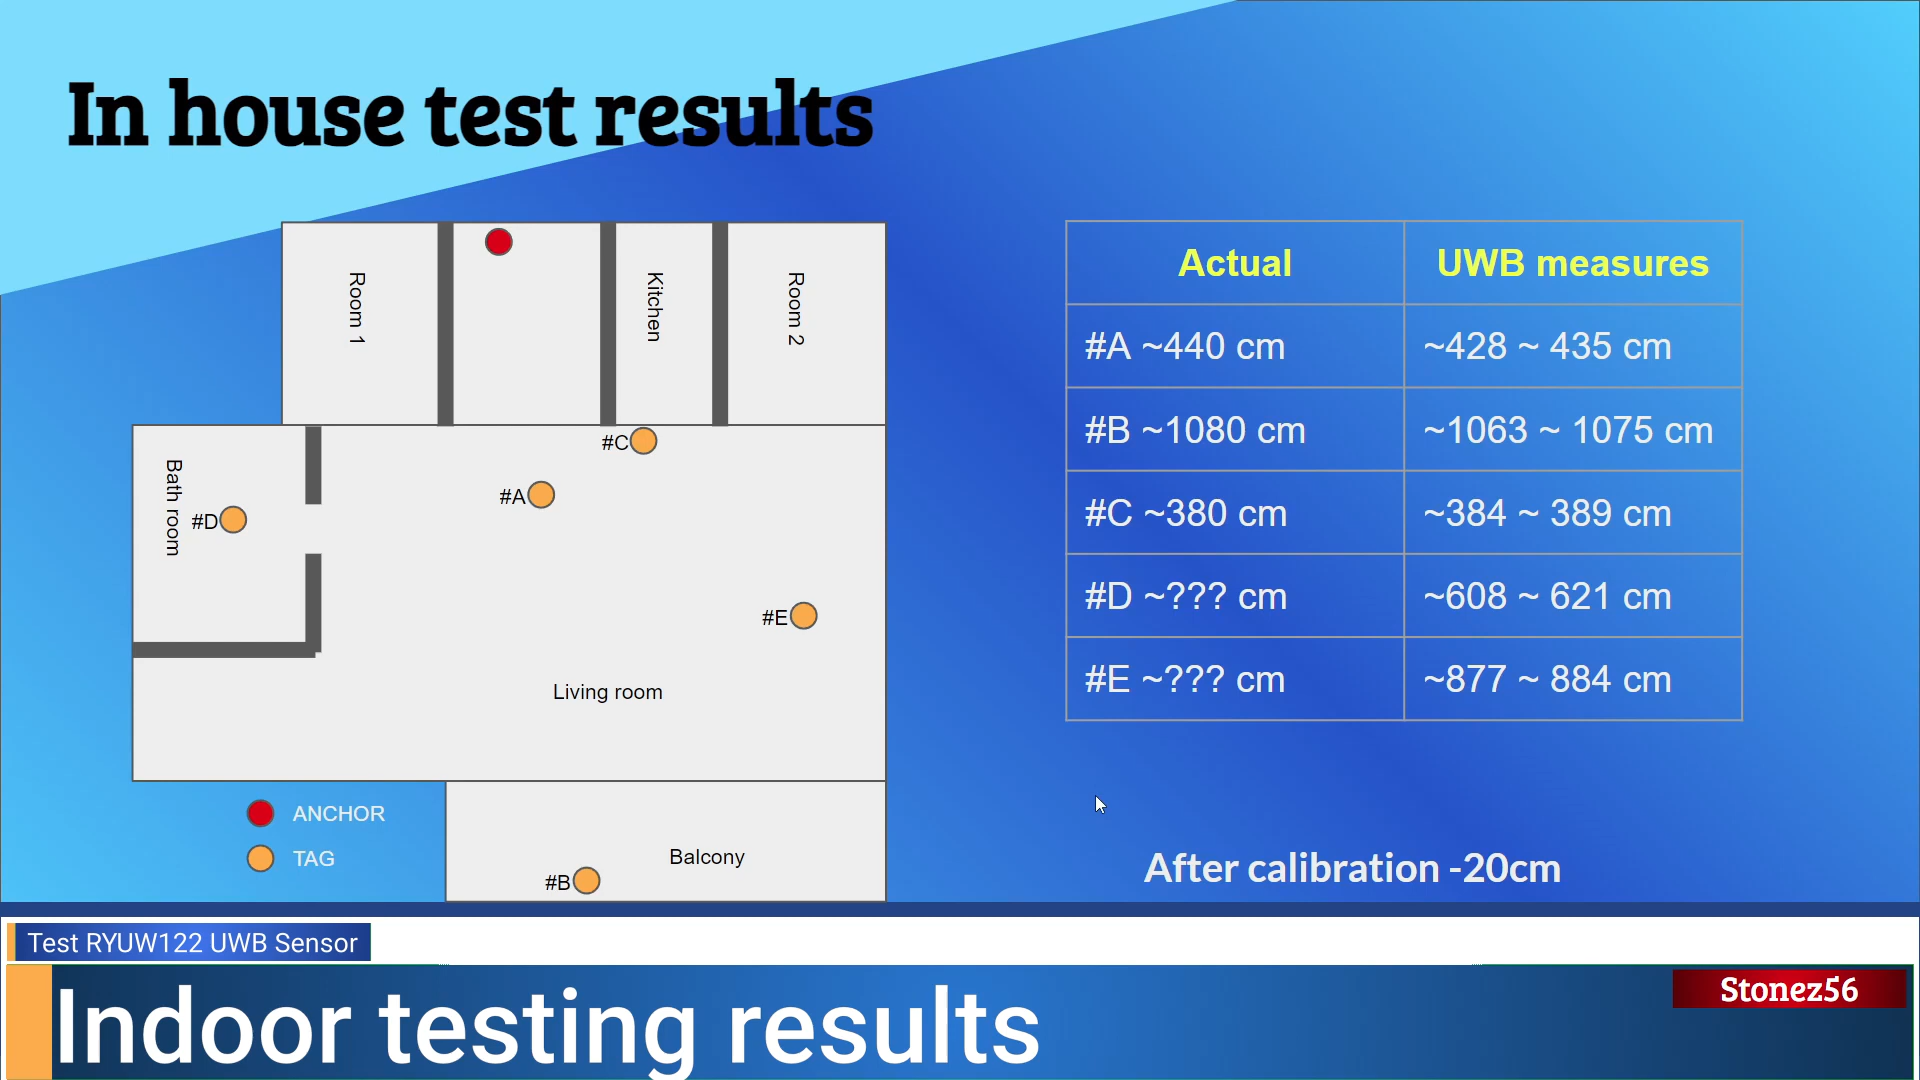 In house test results
Room 1
Kitchen
Room 2
#C
#A
Bath room
#D
#E
Living room
ANCHOR
TAG
Balcony
#B
Actual
UWB measures
#A ~440 cm
~428 ~ 435 cm
#B ~1080 cm
~1063 ~ 1075 cm
#C ~380 cm
~384 ~ 389 cm
#D ~??? cm
~608 ~ 621 cm
#E ~??? cm
~877 ~ 884 cm
After calibration -20cm
Test RYUW122 UWB Sensor
Stonez56
Indoor testing results